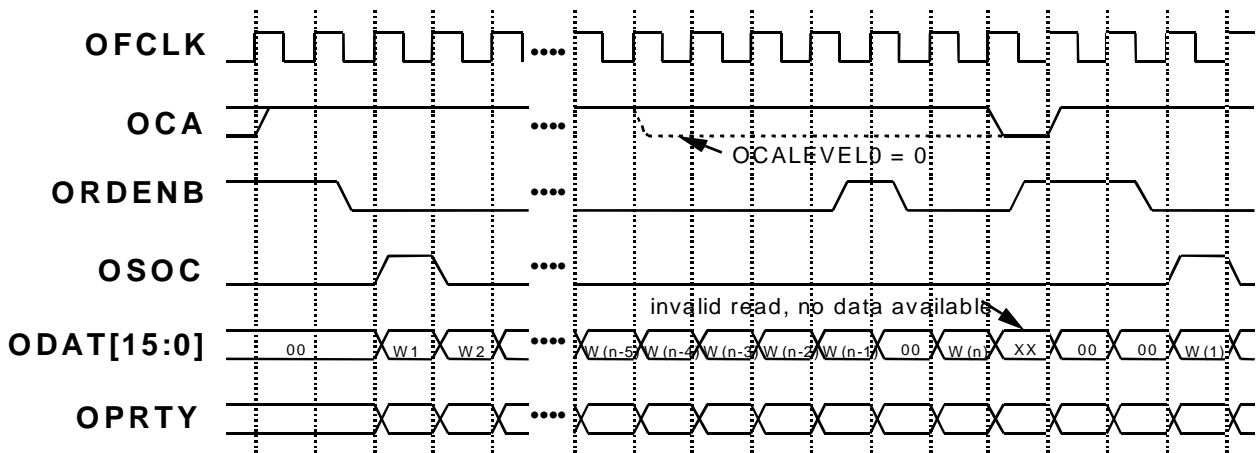 OFCLK
OCA
OCALEVEL0 = 0
ORDENB
OSOC
invalid read, no data available
ODAT[15:0] 00 W1 W2 W(n-5) W(n-4) W(n-3) W(n-2) W(n-1) 00 W(n) XX 00 00 W(1)
OPRTY